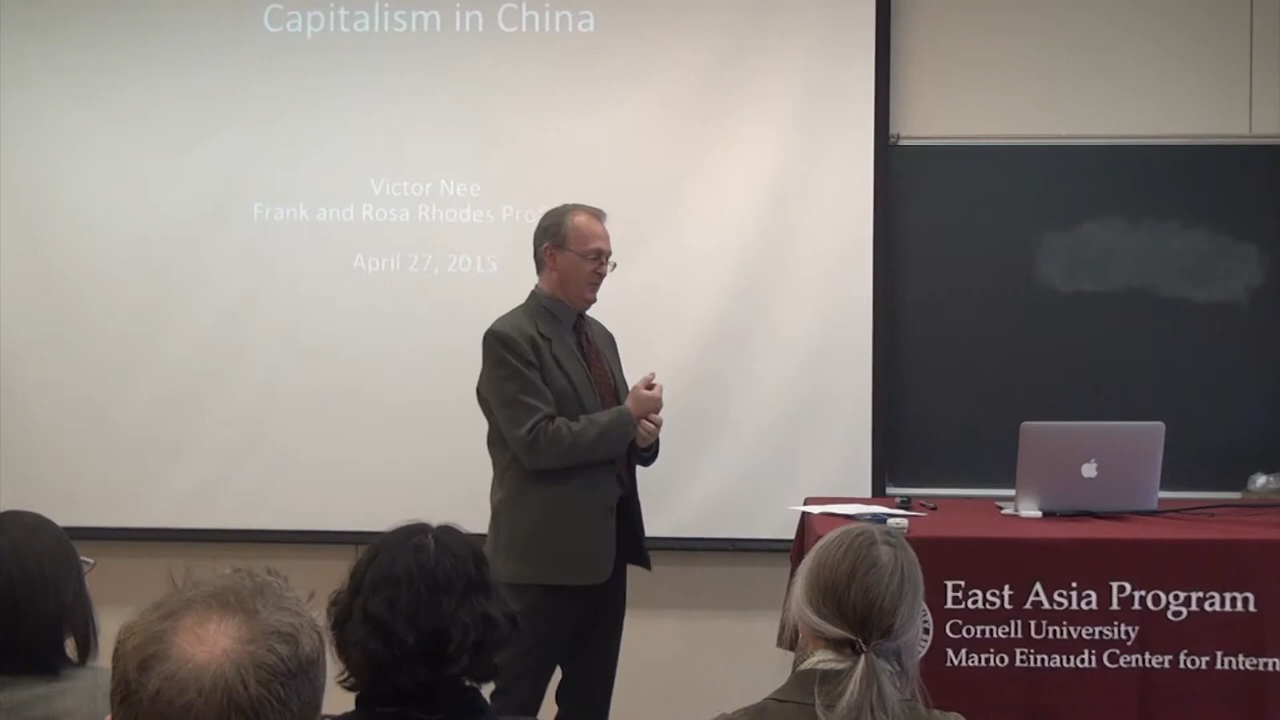 Capitalism in China
Victor Nee
Frank and Rosa Rhodes
April 27, 2015
East Asia Program
Cornell University
Mario Einaudi Center for Intern